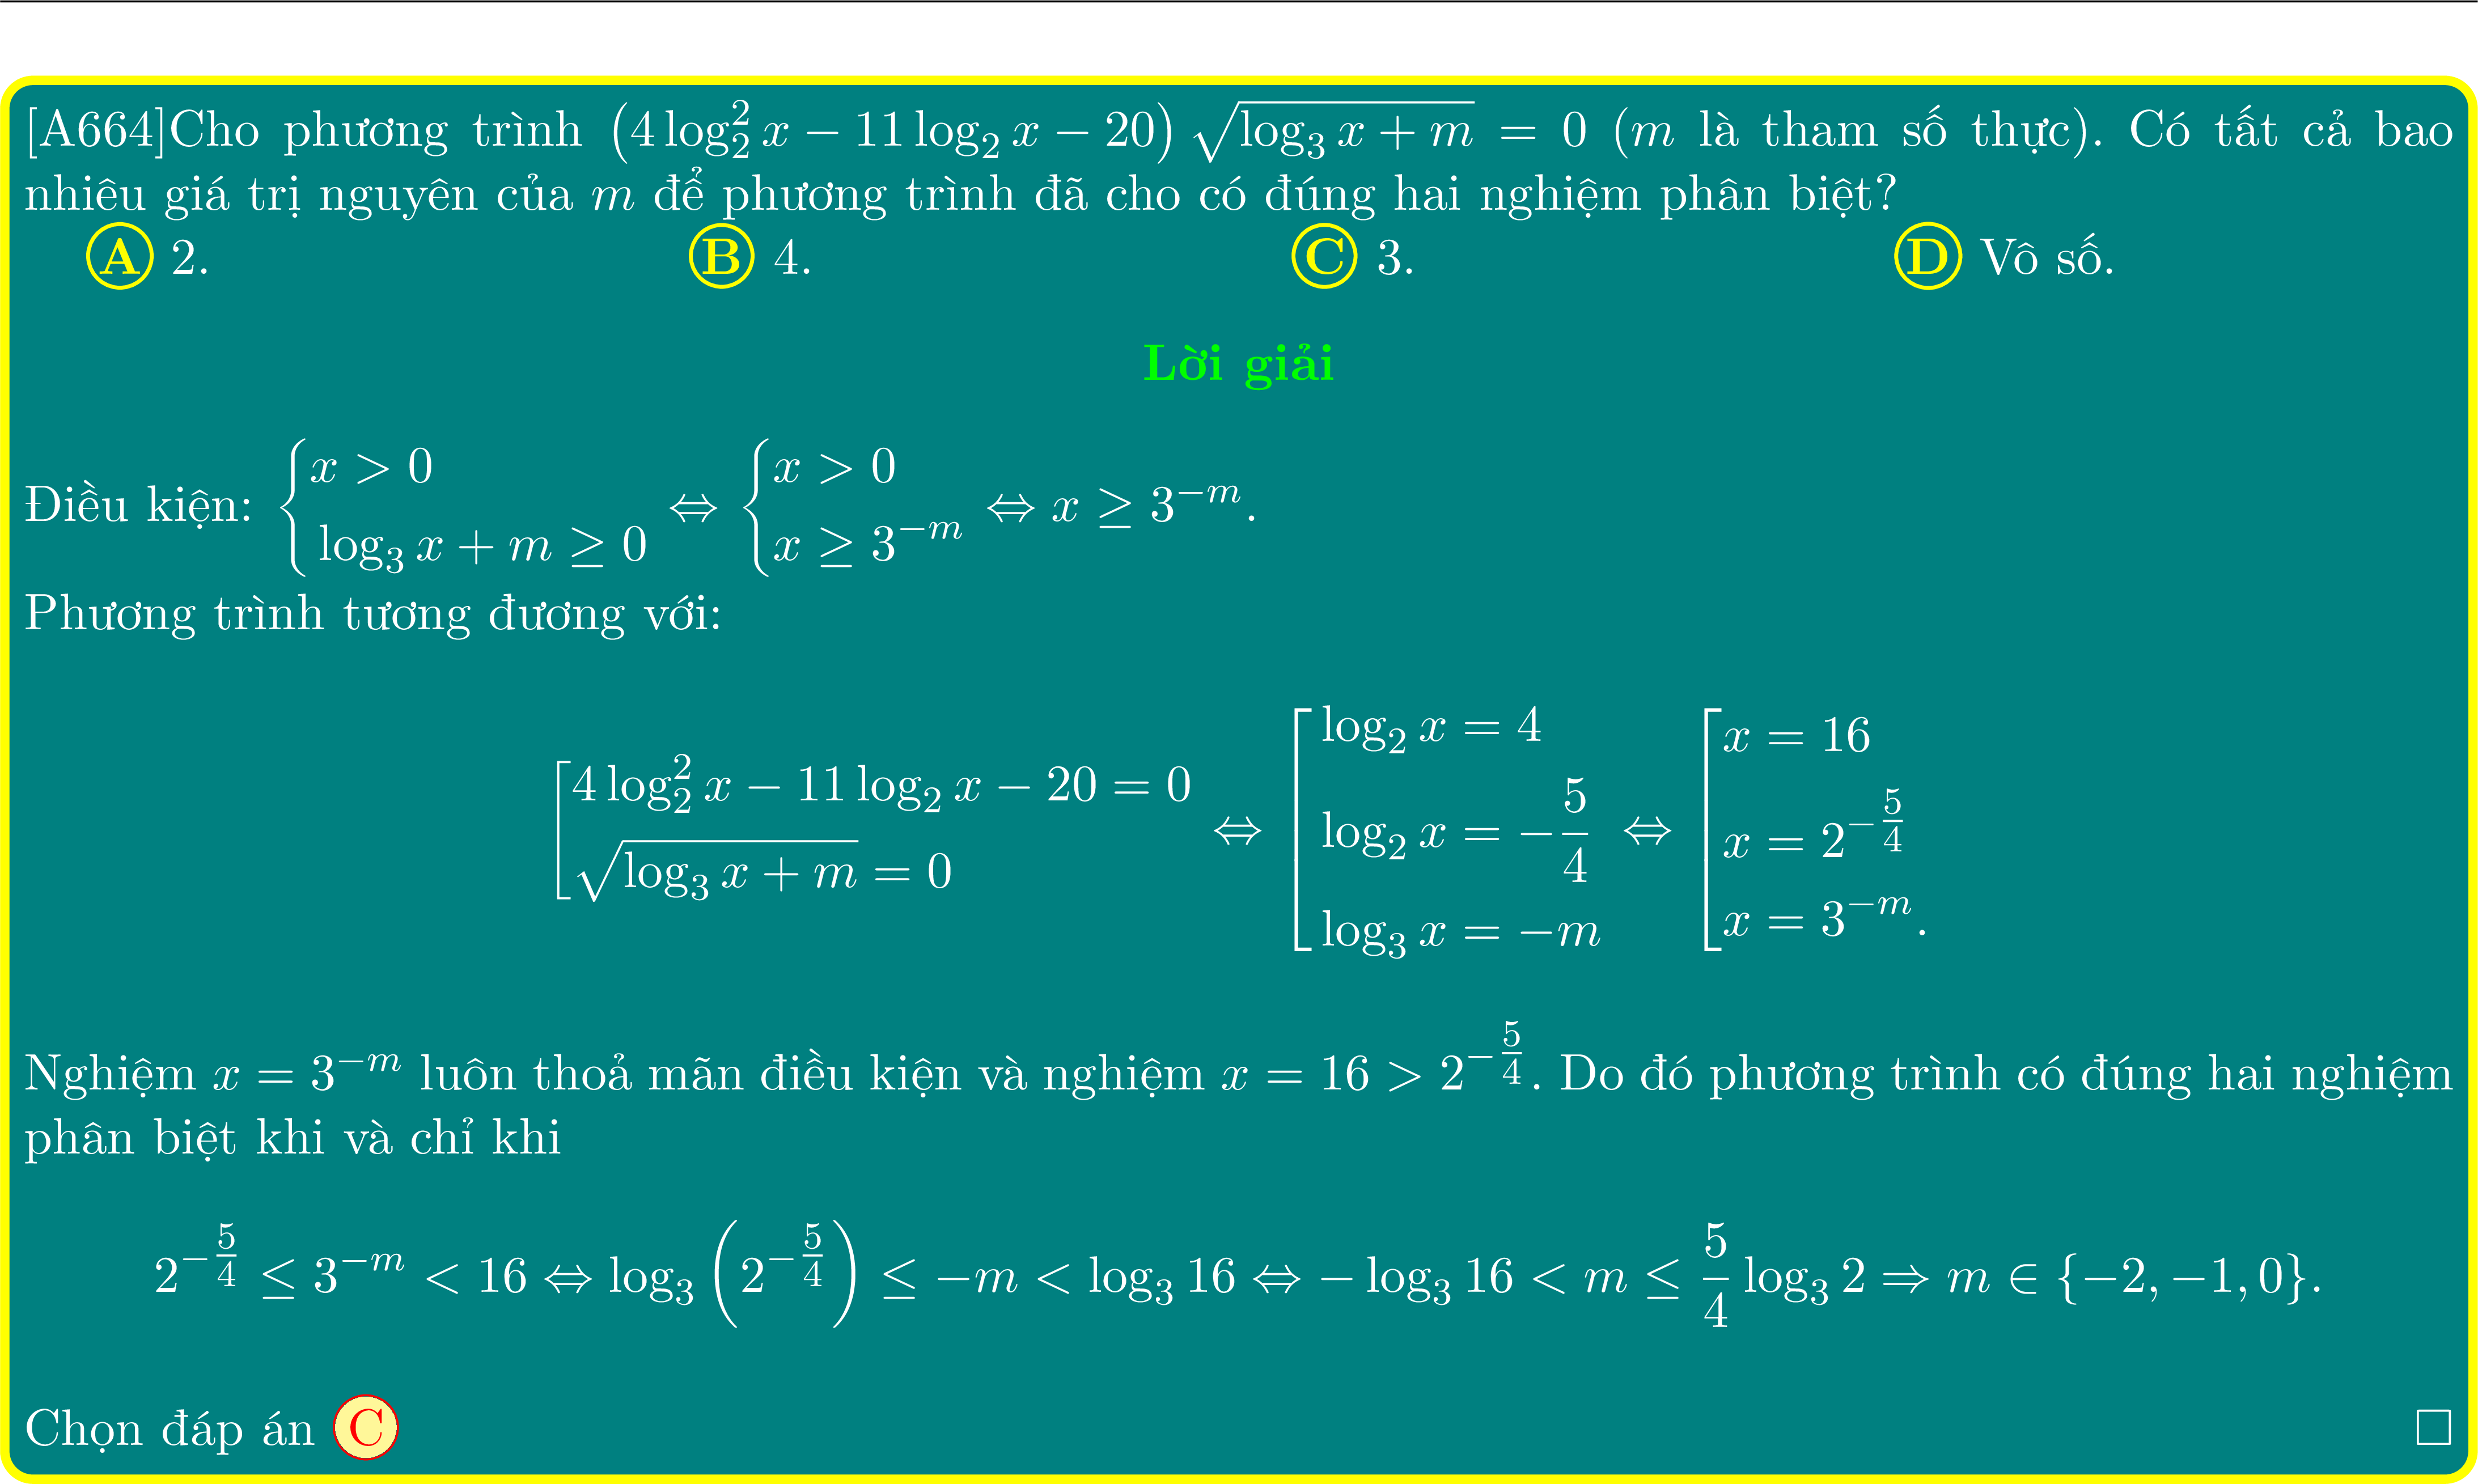 [A664]Cho phương trình $\left(4\log_2^2 x - 11\log_2 x - 20\right)\sqrt{\log_3 x + m} = 0$ ($m$ là tham số thực). Có tất cả bao
nhiêu giá trị nguyên của $m$ để phương trình đã cho có đúng hai nghiệm phân biệt?
Ⓐ 2. Ⓑ 4. Ⓒ 3. Ⓓ Vô số.
Lời giải
Điều kiện: $\begin{cases} x > 0 \\ \log_3 x + m \geq 0 \end{cases} \Leftrightarrow \begin{cases} x > 0 \\ x \geq 3^{-m} \end{cases} \Leftrightarrow x \geq 3^{-m}.$
Phương trình tương đương với:
$\left[\begin{array}{l} 4\log_2^2 x - 11\log_2 x - 20 = 0 \\ \sqrt{\log_3 x + m} = 0 \end{array}\right. \Leftrightarrow \left[\begin{array}{l} \log_2 x = 4 \\ \log_2 x = -\dfrac{5}{4} \\ \log_3 x = -m \end{array}\right. \Leftrightarrow \left[\begin{array}{l} x = 16 \\ x = 2^{-\frac{5}{4}} \\ x = 3^{-m}. \end{array}\right.$
Nghiệm $x = 3^{-m}$ luôn thoả mãn điều kiện và nghiệm $x = 16 > 2^{-\frac{5}{4}}$. Do đó phương trình có đúng hai nghiệm
phân biệt khi và chỉ khi
$2^{-\frac{5}{4}} \leq 3^{-m} < 16 \Leftrightarrow \log_3\left(2^{-\frac{5}{4}}\right) \leq -m < \log_3 16 \Leftrightarrow -\log_3 16 < m \leq \dfrac{5}{4}\log_3 2 \Rightarrow m \in \{-2, -1, 0\}.$
Chọn đáp án Ⓒ □